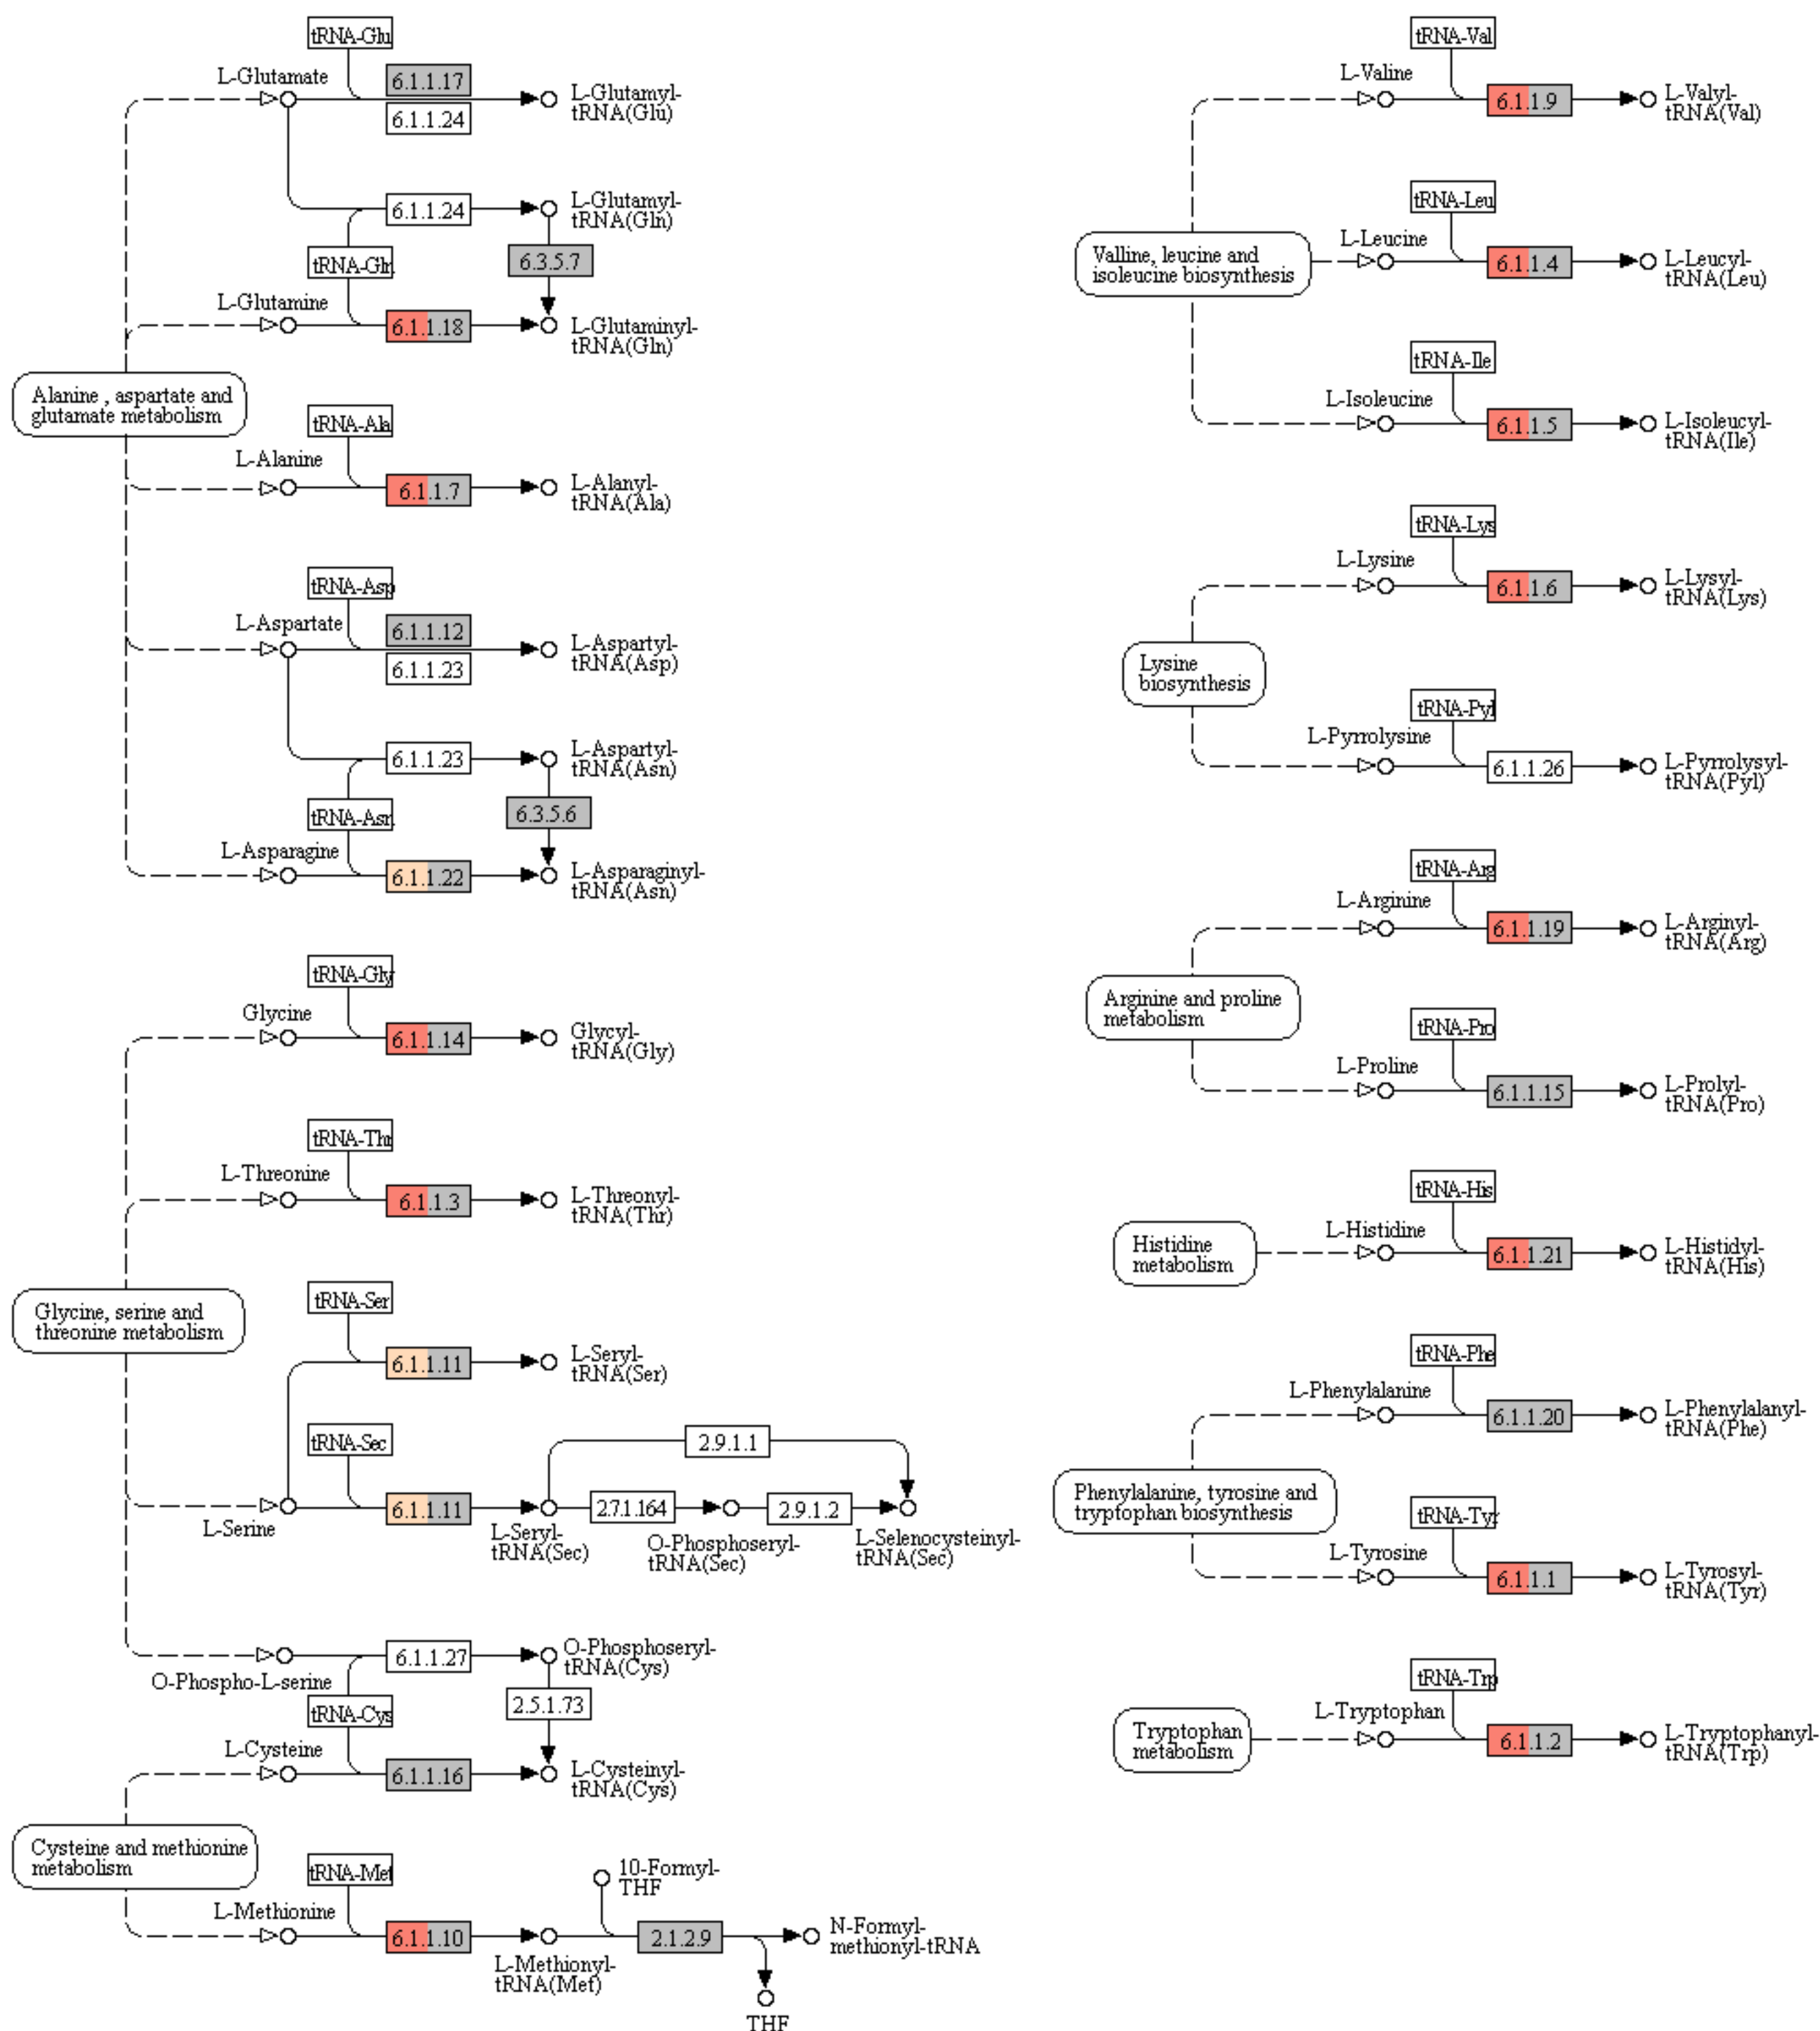 tRNA-Glu
L-Glutamate
6.1.1.17
6.1.1.24
L-Glutamyl-
tRNA(Glu)
6.1.1.24
L-Glutamyl-
tRNA(Gln)
tRNA-Gln
6.3.5.7
L-Glutamine
6.1.1.18
L-Glutaminyl-
tRNA(Gln)
Alanine , aspartate and
glutamate metabolism
tRNA-Ala
L-Alanine
6.1.1.7
L-Alanyl-
tRNA(Ala)
tRNA-Asp
L-Aspartate
6.1.1.12
6.1.1.23
L-Aspartyl-
tRNA(Asp)
6.1.1.23
L-Aspartyl-
tRNA(Asn)
tRNA-Asn
6.3.5.6
L-Asparagine
6.1.1.22
L-Asparaginyl-
tRNA(Asn)
tRNA-Gly
Glycine
6.1.1.14
Glycyl-
tRNA(Gly)
tRNA-Thr
L-Threonine
6.1.1.3
L-Threonyl-
tRNA(Thr)
Glycine, serine and
threonine metabolism
tRNA-Ser
6.1.1.11
L-Seryl-
tRNA(Ser)
tRNA-Sec
L-Serine
6.1.1.11
L-Seryl-
tRNA(Sec)
2.9.1.1
2.7.1.164
O-Phosphoseryl-
tRNA(Sec)
2.9.1.2
L-Selenocysteinyl-
tRNA(Sec)
O-Phospho-L-serine
6.1.1.27
O-Phosphoseryl-
tRNA(Cys)
tRNA-Cys
2.5.1.73
L-Cysteine
6.1.1.16
L-Cysteinyl-
tRNA(Cys)
Cysteine and methionine
metabolism
tRNA-Met
L-Methionine
6.1.1.10
L-Methionyl-
tRNA(Met)
10-Formyl-
THF
2.1.2.9
N-Formyl-
methionyl-tRNA
THF
tRNA-Val
L-Valine
6.1.1.9
L-Valyl-
tRNA(Val)
tRNA-Leu
Valline, leucine and
isoleucine biosynthesis
L-Leucine
6.1.1.4
L-Leucyl-
tRNA(Leu)
tRNA-Ile
L-Isoleucine
6.1.1.5
L-Isoleucyl-
tRNA(Ile)
tRNA-Lys
L-Lysine
6.1.1.6
L-Lysyl-
tRNA(Lys)
Lysine
biosynthesis
tRNA-Pyl
L-Pyrrolysine
6.1.1.26
L-Pyrrolysyl-
tRNA(Pyl)
tRNA-Arg
L-Arginine
6.1.1.19
L-Arginyl-
tRNA(Arg)
Arginine and proline
metabolism
tRNA-Pro
L-Proline
6.1.1.15
L-Prolyl-
tRNA(Pro)
tRNA-His
Histidine
metabolism
L-Histidine
6.1.1.21
L-Histidyl-
tRNA(His)
tRNA-Phe
L-Phenylalanine
6.1.1.20
L-Phenylalanyl-
tRNA(Phe)
Phenylalanine, tyrosine and
tryptophan biosynthesis
tRNA-Tyr
L-Tyrosine
6.1.1.1
L-Tyrosyl-
tRNA(Tyr)
tRNA-Trp
Tryptophan
metabolism
L-Tryptophan
6.1.1.2
L-Tryptophanyl-
tRNA(Trp)